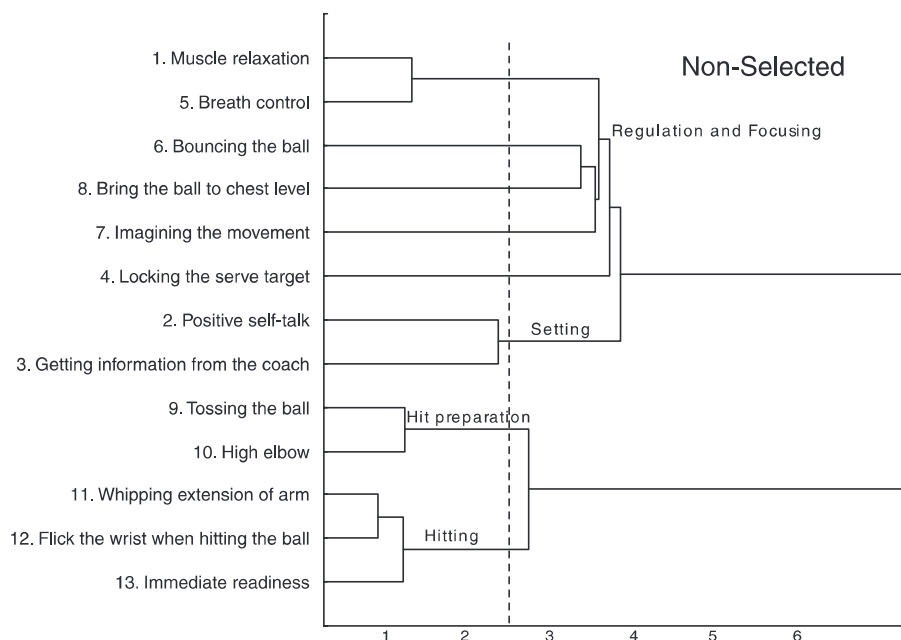 Non-Selected
1. Muscle relaxation
5. Breath control
Regulation and Focusing
6. Bouncing the ball
8. Bring the ball to chest level
7. Imagining the movement
4. Locking the serve target
2. Positive self-talk
Setting
3. Getting information from the coach
9. Tossing the ball
Hit preparation
10. High elbow
11. Whipping extension of arm
12. Flick the wrist when hitting the ball
Hitting
13. Immediate readiness
1 2 3 4 5 6